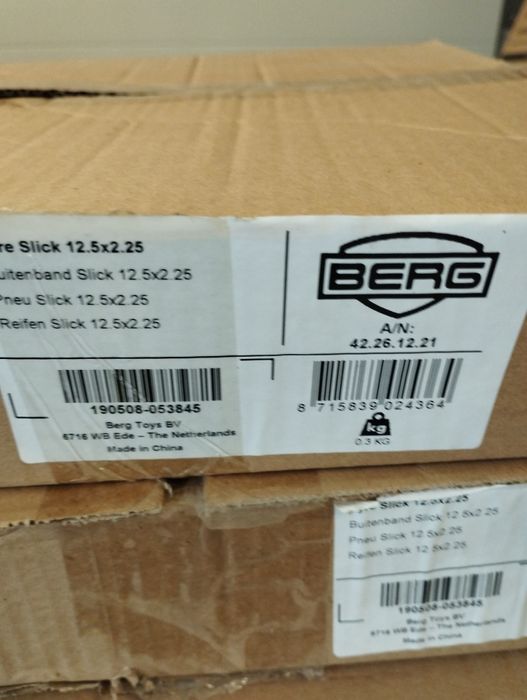 re Slick 12.5x2.25
uitenband Slick 12.5x2.25
Pneu Slick 12.5x2.25
Reifen Slick 12.5x2.25
BERG
A/N:
42.26.12.21
190508-053845
Berg Toys BV
6716 WB Ede – The Netherlands
Made in China
8 715839 024364
kg
0.3 KG
Slick 12.5x2.25
Buitenband Slick 12.5x2.25
Pneu Slick 12.5x2.25
Reifen Slick 12.5x2.25
190508-053845
Berg Toys BV
6716 WB Ede – The Netherlands
Made in China